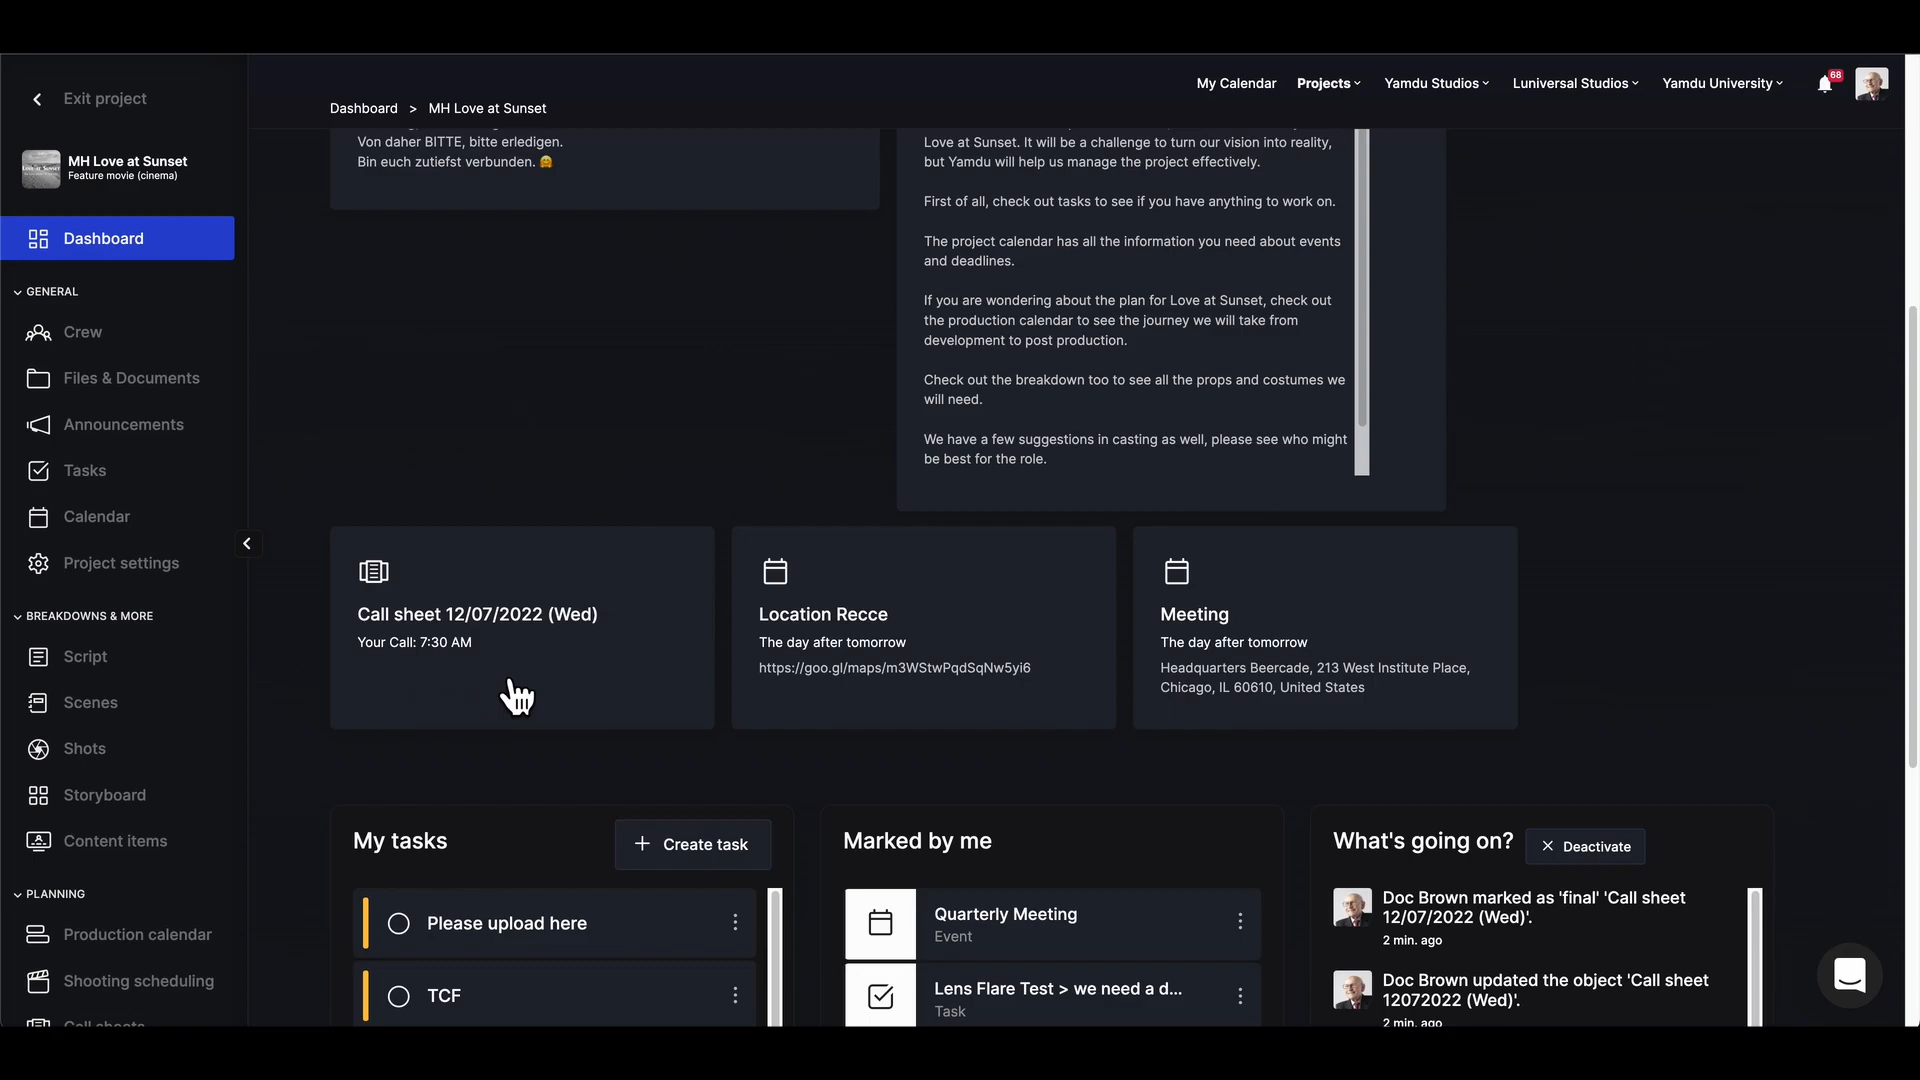 Exit project
My Calendar
Projects
Yamdu Studios
Luniversal Studios
Yamdu University
68
Dashboard > MH Love at Sunset
MH Love at Sunset
Feature movie (cinema)
Dashboard
GENERAL
Crew
Files & Documents
Announcements
Tasks
Calendar
Project settings
BREAKDOWNS & MORE
Script
Scenes
Shots
Storyboard
Content items
PLANNING
Production calendar
Shooting scheduling
Call sheets
Von daher BITTE, bitte erledigen.
Bin euch zutiefst verbunden. 🤗
Love at Sunset. It will be a challenge to turn our vision into reality,
but Yamdu will help us manage the project effectively.
First of all, check out tasks to see if you have anything to work on.
The project calendar has all the information you need about events
and deadlines.
If you are wondering about the plan for Love at Sunset, check out
the production calendar to see the journey we will take from
development to post production.
Check out the breakdown too to see all the props and costumes we
will need.
We have a few suggestions in casting as well, please see who might
be best for the role.
Call sheet 12/07/2022 (Wed)
Your Call: 7:30 AM
Location Recce
The day after tomorrow
https://goo.gl/maps/m3WStwPqdSqNw5yi6
Meeting
The day after tomorrow
Headquarters Beercade, 213 West Institute Place,
Chicago, IL 60610, United States
My tasks
+ Create task
Please upload here
TCF
Marked by me
Quarterly Meeting
Event
Lens Flare Test > we need a d...
Task
What's going on?
× Deactivate
Doc Brown marked as 'final' 'Call sheet
12/07/2022 (Wed)'.
2 min. ago
Doc Brown updated the object 'Call sheet
12072022 (Wed)'.
2 min. ago